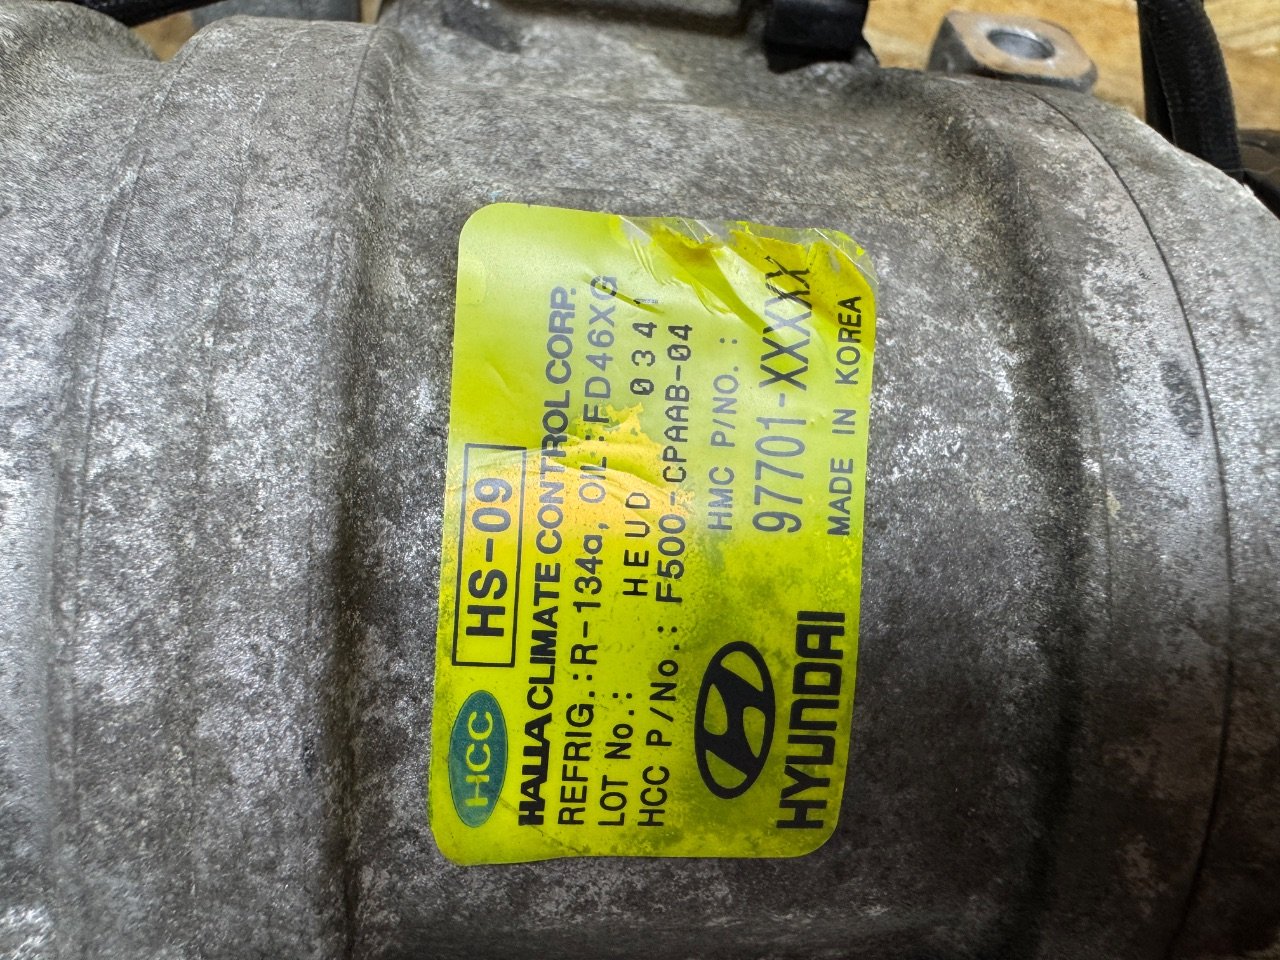 HCC HS-09
HALLA CLIMATE CONTROL CORP.
REFRIG.:R-134a, OIL:FD46XG
LOT No.: HEUD 034
HCC P/No.: F500-CPAAB-04
HMC P/NO. :
97701-XXXXX
HYUNDAI MADE IN KOREA